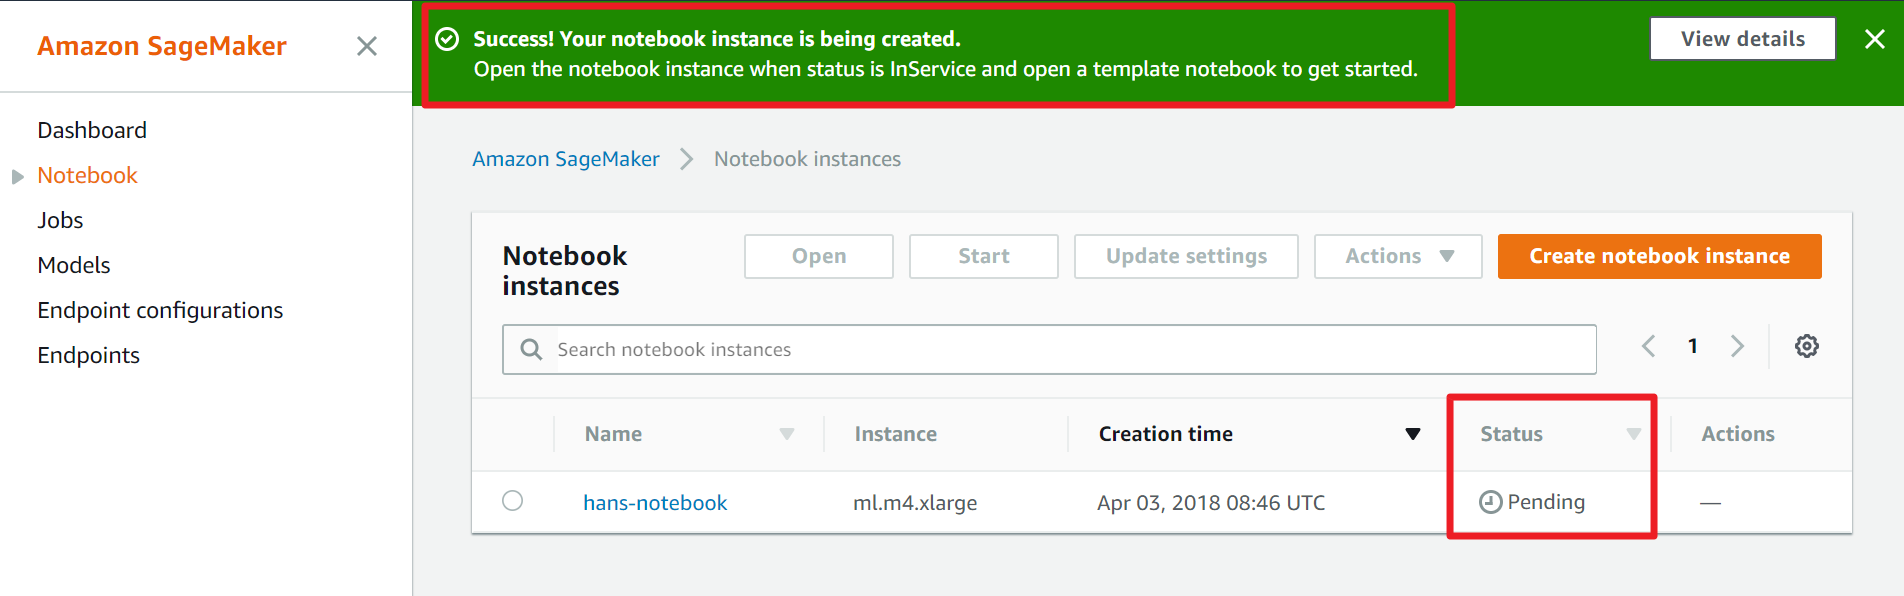 Amazon SageMaker
Dashboard
Notebook
Jobs
Models
Endpoint configurations
Endpoints
Success! Your notebook instance is being created.
Open the notebook instance when status is InService and open a template notebook to get started.
View details
Amazon SageMaker
Notebook instances
Notebook
instances
Open
Start
Update settings
Actions
Create notebook instance
Search notebook instances
1
Name
Instance
Creation time
Status
Actions
hans-notebook
ml.m4.xlarge
Apr 03, 2018 08:46 UTC
Pending
—